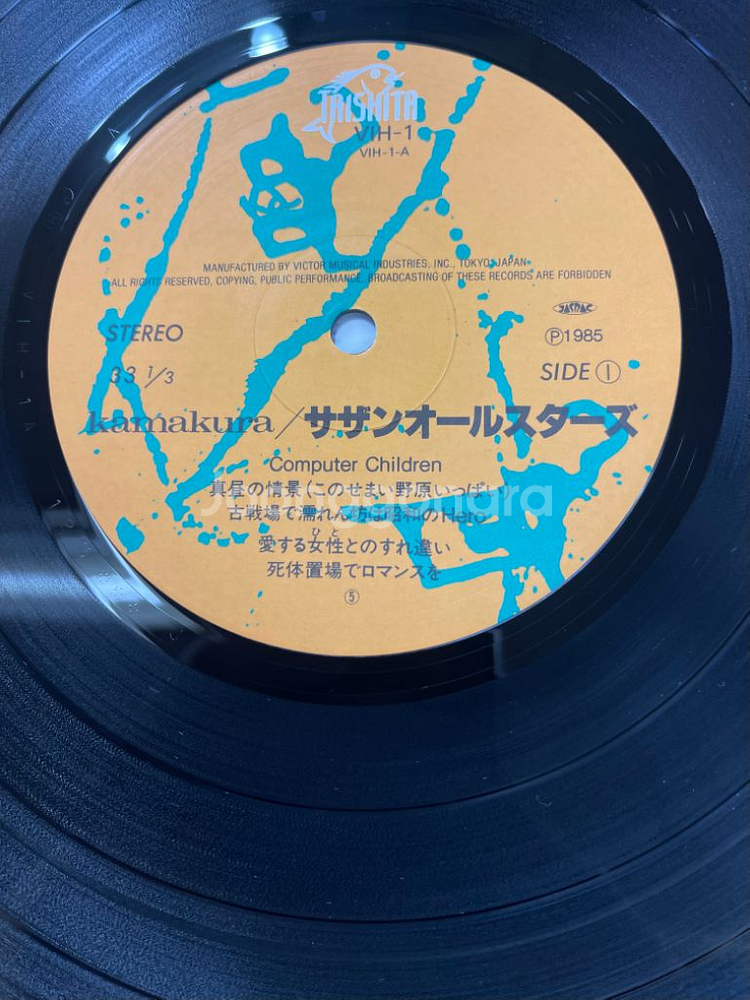 TAISHITA
VIH-1
VIH-1-A
MANUFACTURED BY VICTOR MUSICAL INDUSTRIES, INC., TOKYO, JAPAN
ALL RIGHTS RESERVED, COPYING, PUBLIC PERFORMANCE, BROADCASTING OF THESE RECORDS ARE FORBIDDEN
JASRAC
STEREO
Ⓟ1985
33 1/3
SIDE ①
kamakura/サザンオールスターズ
Computer Children
真昼の情景(このせまい野原いっぱい)
古戦場で濡れん坊は昭和のHero
愛する女性とのすれ違い
ひと
死体置場でロマンスを
⑤